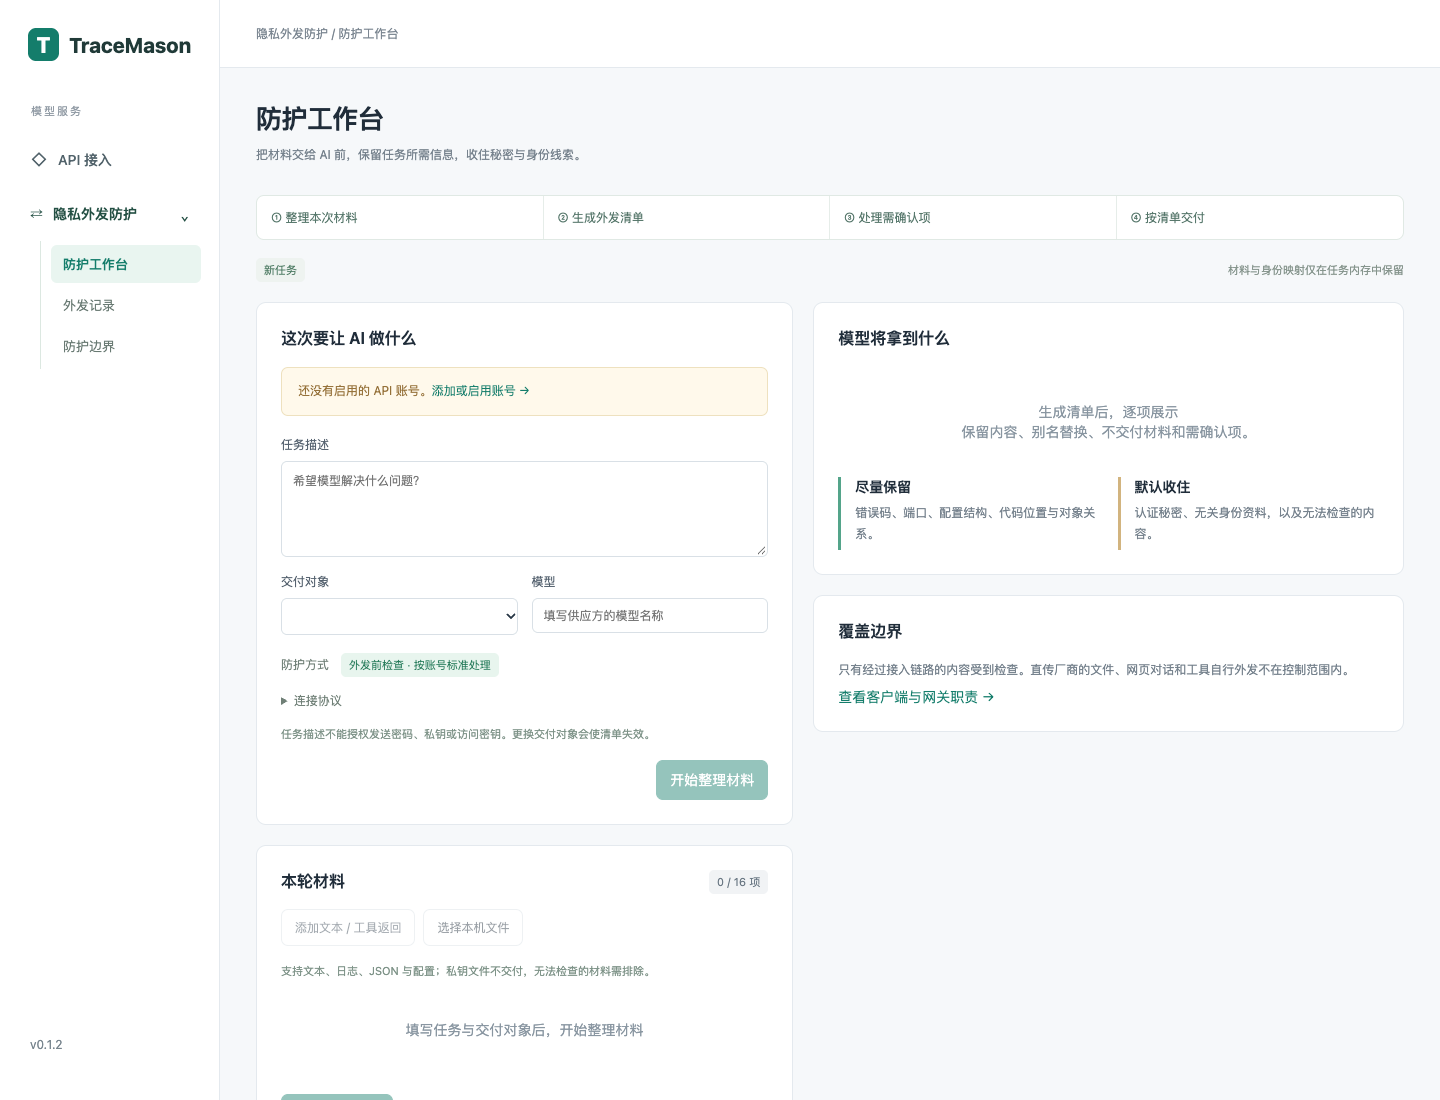 T TraceMason
模型服务
API 接入
隐私外发防护
防护工作台
外发记录
防护边界
v0.1.2
隐私外发防护 / 防护工作台
防护工作台
把材料交给 AI 前，保留任务所需信息，收住秘密与身份线索。
① 整理本次材料
② 生成外发清单
③ 处理需确认项
④ 按清单交付
新任务
材料与身份映射仅在任务内存中保留
这次要让 AI 做什么
还没有启用的 API 账号。添加或启用账号 →
任务描述
希望模型解决什么问题?
交付对象
模型
填写供应方的模型名称
防护方式
外发前检查 · 按账号标准处理
连接协议
任务描述不能授权发送密码、私钥或访问密钥。更换交付对象会使清单失效。
开始整理材料
本轮材料
0 / 16 项
添加文本 / 工具返回
选择本机文件
支持文本、日志、JSON 与配置；私钥文件不交付，无法检查的材料需排除。
填写任务与交付对象后，开始整理材料
模型将拿到什么
生成清单后，逐项展示
保留内容、别名替换、不交付材料和需确认项。
尽量保留
错误码、端口、配置结构、代码位置与对象关
系。
默认收住
认证秘密、无关身份资料，以及无法检查的内
容。
覆盖边界
只有经过接入链路的内容受到检查。直传厂商的文件、网页对话和工具自行外发不在控制范围内。
查看客户端与网关职责 →